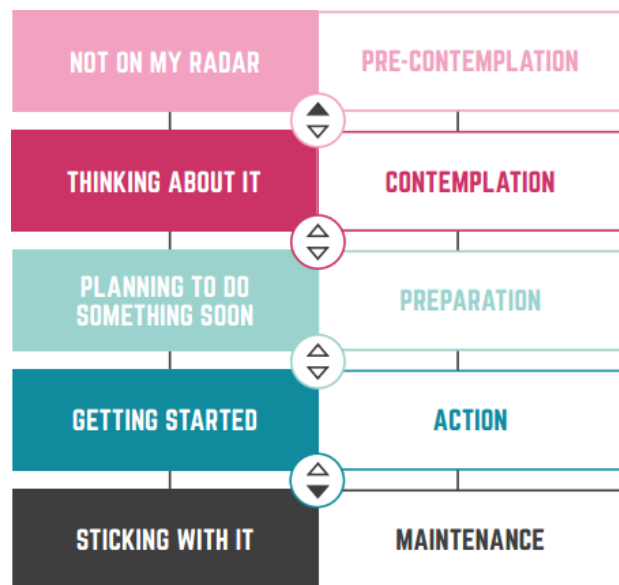 NOT ON MY RADAR
PRE-CONTEMPLATION
THINKING ABOUT IT
CONTEMPLATION
PLANNING TO DO
SOMETHING SOON
PREPARATION
GETTING STARTED
ACTION
STICKING WITH IT
MAINTENANCE